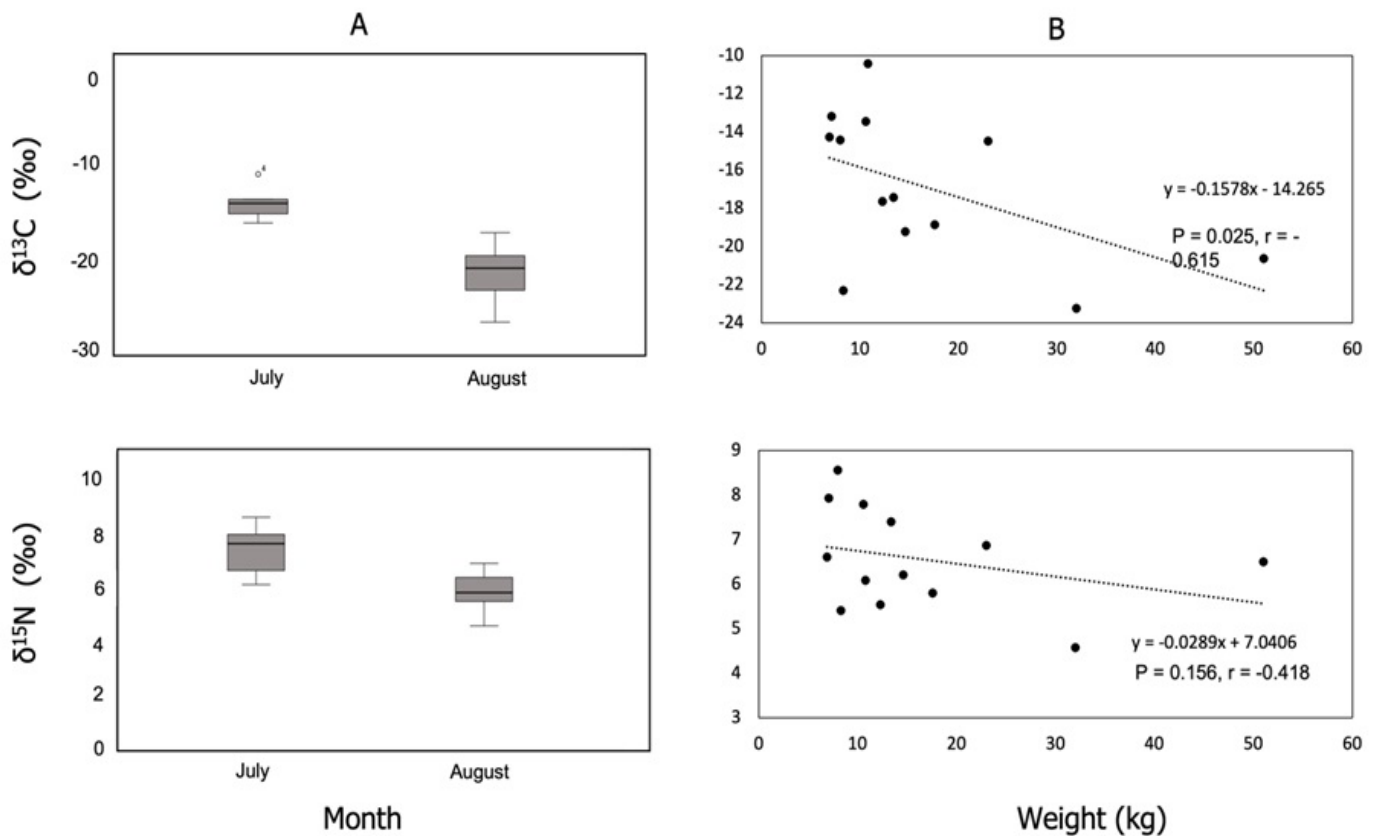 A
B
δ¹³C (‰)
0
-10
-20
-30
4
July
August
-10
-12
-14
-16
-18
-20
-22
-24
y = -0.1578x - 14.265
P = 0.025, r = -
0.615
0
10
20
30
40
50
60
δ¹⁵N (‰)
10
8
6
4
2
0
July
August
Month
9
8
7
6
5
4
3
y = -0.0289x + 7.0406
P = 0.156, r = -0.418
0
10
20
30
40
50
60
Weight (kg)